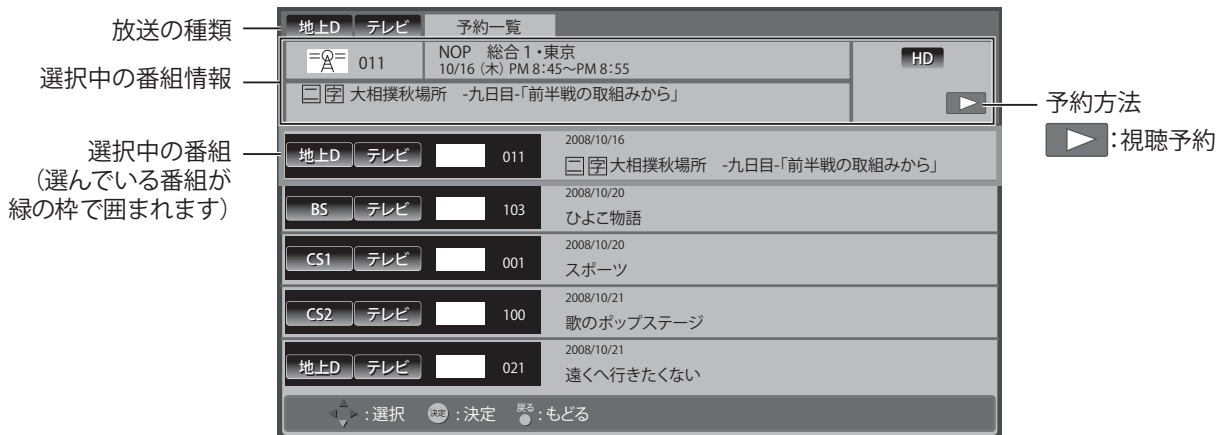 放送の種類
選択中の番組情報
選択中の番組
(選んでいる番組が
緑の枠で囲まれます)
地上D テレビ 予約一覧
011
NOP 総合1・東京
10/16 (木) PM 8:45~PM 8:55
HD
二 字 大相撲秋場所 -九日目-「前半戦の取組みから」
予約方法
:視聴予約
地上D テレビ 011
2008/10/16
二 字 大相撲秋場所 -九日目-「前半戦の取組みから」
BS テレビ 103
2008/10/20
ひよこ物語
CS1 テレビ 001
2008/10/20
スポーツ
CS2 テレビ 100
2008/10/21
歌のポップステージ
地上D テレビ 021
2008/10/21
遠くへ行きたくない
:選択 決定 :決定 戻る :もどる